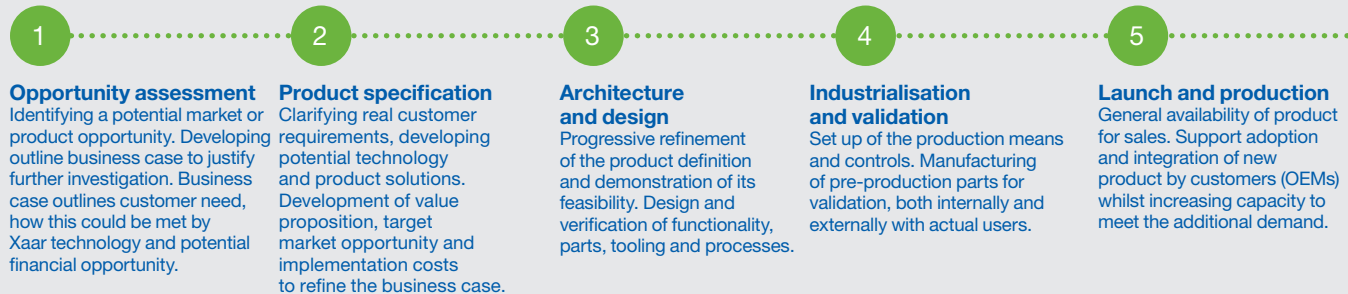 1
2
3
4
5
Opportunity assessment
Identifying a potential market or
product opportunity. Developing
outline business case to justify
further investigation. Business
case outlines customer need,
how this could be met by
Xaar technology and potential
financial opportunity.
Product specification
Clarifying real customer
requirements, developing
potential technology
and product solutions.
Development of value
proposition, target
market opportunity and
implementation costs
to refine the business case.
Architecture
and design
Progressive refinement
of the product definition
and demonstration of its
feasibility. Design and
verification of functionality,
parts, tooling and processes.
Industrialisation
and validation
Set up of the production means
and controls. Manufacturing
of pre-production parts for
validation, both internally and
externally with actual users.
Launch and production
General availability of product
for sales. Support adoption
and integration of new
product by customers (OEMs)
whilst increasing capacity to
meet the additional demand.